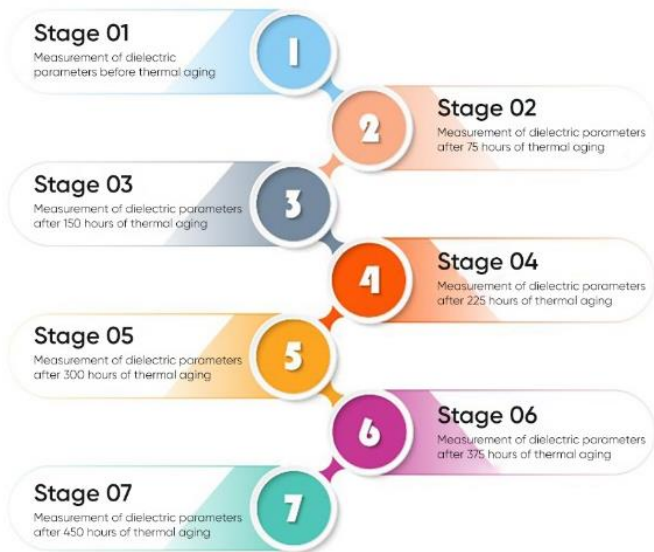 Stage 01
Measurement of dielectric
parameters before thermal aging
1
Stage 02
Measurement of dielectric parameters
after 75 hours of thermal aging
2
Stage 03
Measurement of dielectric parameters
after 150 hours of thermal aging
3
Stage 04
Measurement of dielectric parameters
after 225 hours of thermal aging
4
Stage 05
Measurement of dielectric parameters
after 300 hours of thermal aging
5
Stage 06
Measurement of dielectric parameters
after 375 hours of thermal aging
6
Stage 07
Measurement of dielectric parameters
after 450 hours of thermal aging
7